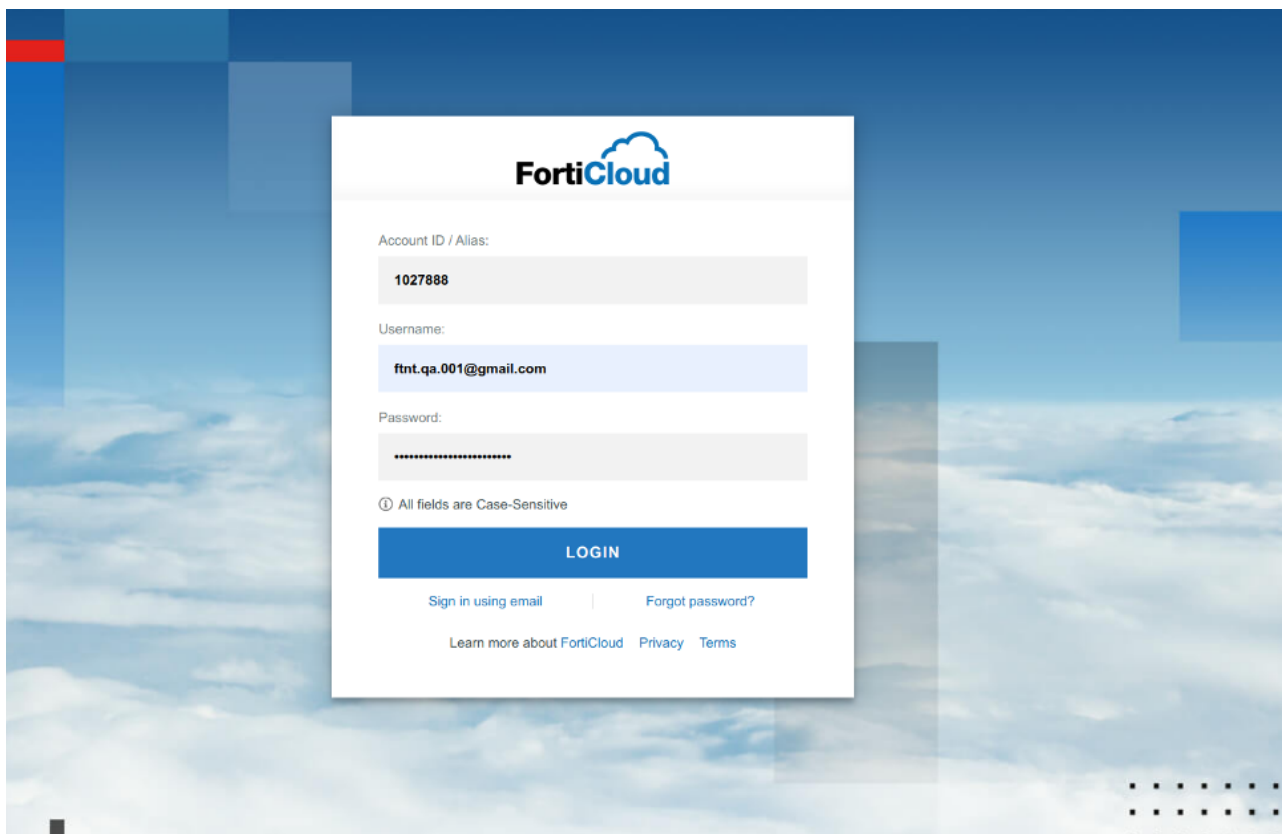 FortiCloud
Account ID / Alias:
1027888
Username:
ftnt.qa.001@gmail.com
Password:
••••••••••••••••••••••••
All fields are Case-Sensitive
LOGIN
Sign in using email Forgot password?
Learn more about FortiCloud Privacy Terms